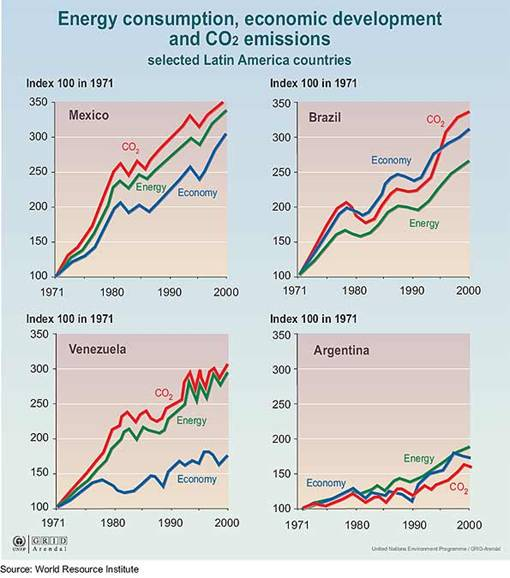 Energy consumption, economic development
and CO₂ emissions
selected Latin America countries
Index 100 in 1971
350
300
250
200
150
100
Mexico
CO₂
Energy
Economy
1971
1980
1990
2000
Index 100 in 1971
350
300
250
200
150
100
Brazil
CO₂
Economy
Energy
1971
1980
1990
2000
Index 100 in 1971
350
300
250
200
150
100
Venezuela
CO₂
Energy
Economy
1971
1980
1990
2000
Index 100 in 1971
350
300
250
200
150
100
Argentina
Energy
Economy
CO₂
1971
1980
1990
2000
UNEP
GRID
Arendal
United Nations Environment Programme / GRID-Arendal
Source: World Resource Institute